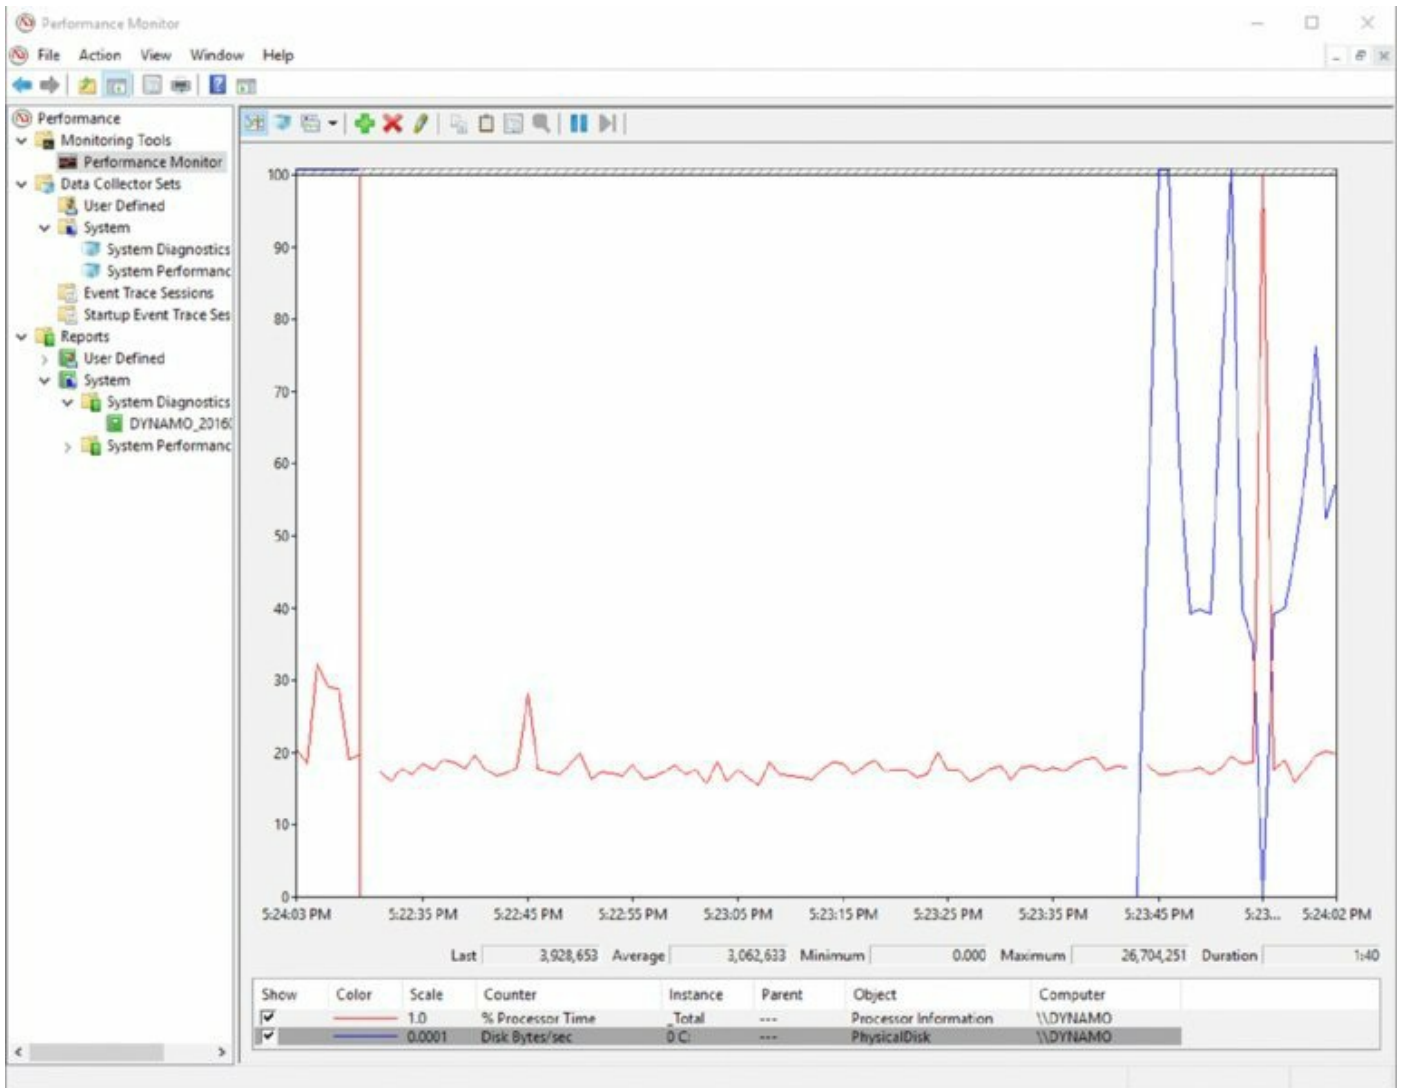 Performance Monitor
File Action View Window Help
Performance
Monitoring Tools
Performance Monitor
Data Collector Sets
User Defined
System
System Diagnostics
System Performanc
Event Trace Sessions
Startup Event Trace Ses
Reports
User Defined
System
System Diagnostics
DYNAMO_2016
System Performanc
100
90
80
70
60
50
40
30
20
10
0
5:24:03 PM 5:22:35 PM 5:22:45 PM 5:22:55 PM 5:23:05 PM 5:23:15 PM 5:23:25 PM 5:23:35 PM 5:23:45 PM 5:23... 5:24:02 PM
Last 3,928,653 Average 3,062,633 Minimum 0.000 Maximum 26,704,251 Duration 1:40
Show Color Scale Counter Instance Parent Object Computer
1.0 % Processor Time _Total --- Processor Information \\DYNAMO
0.0001 Disk Bytes/sec 0 C: --- PhysicalDisk \\DYNAMO